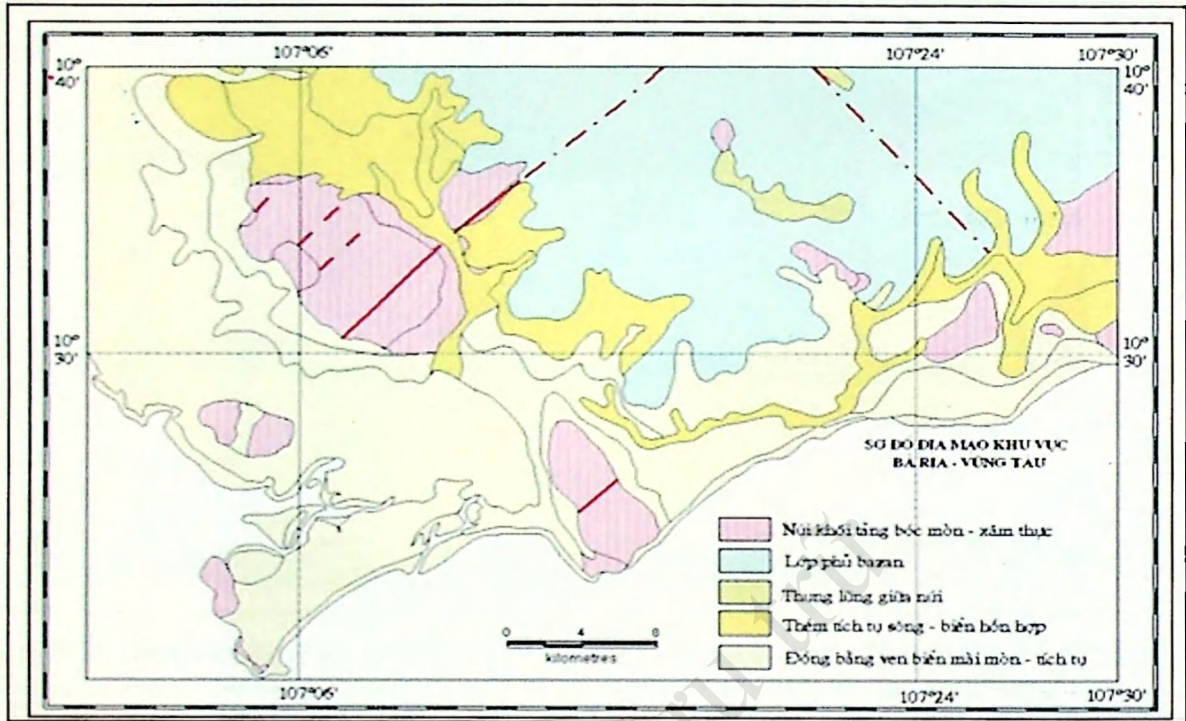 107°06' 107°24' 107°30'
10° 40' 10° 40'
10° 30' 10° 30'
SƠ ĐỒ ĐỊA MẠO KHU VỰC
BÀ RỊA - VŨNG TÀU
Núi khối tảng bóc mòn - xâm thực
Lớp phủ bazan
Thung lũng giữa núi
Thềm tích tụ sông - biển hỗn hợp
Đồng bằng ven biển mài mòn - tích tụ
0 4 8
kilometres
107°06' 107°24' 107°30'